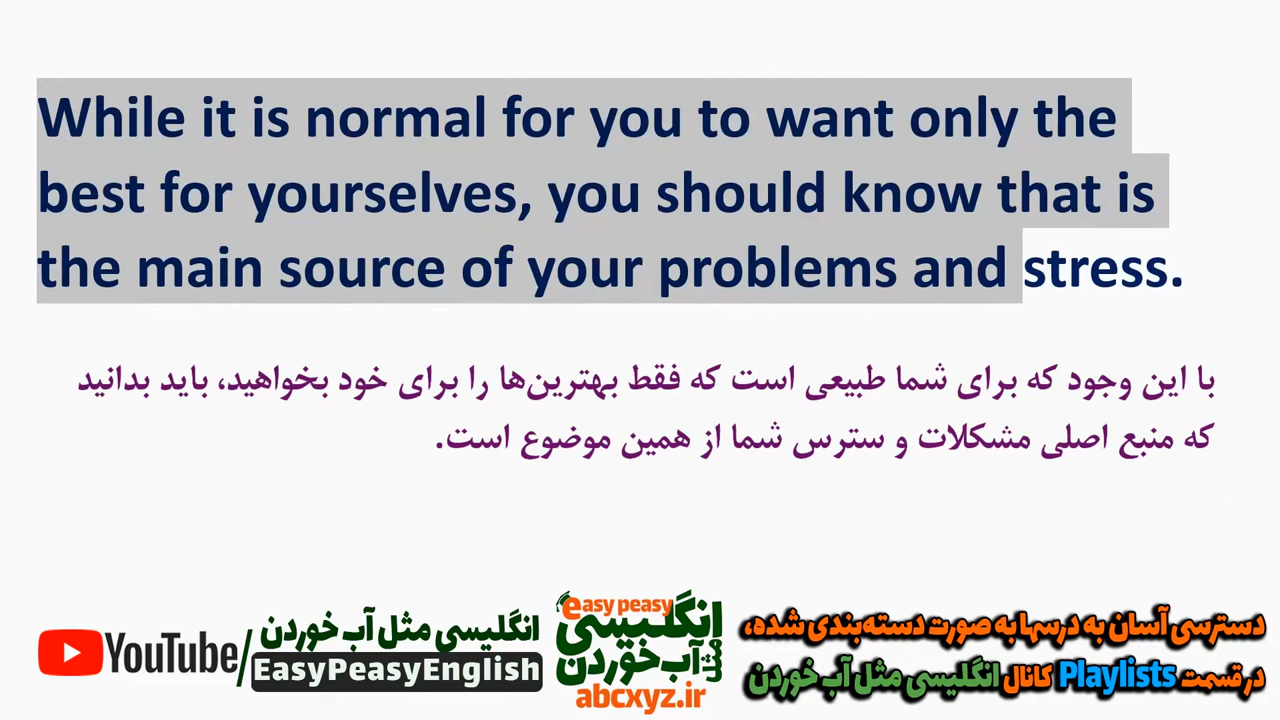 While it is normal for you to want only the
best for yourselves, you should know that is
the main source of your problems and stress.
با این وجود که برای شما طبیعی است که فقط بهترین‌ها را برای خود بخواهید، باید بدانید
که منبع اصلی مشکلات و سترس شما از همین موضوع است.
YouTube/
انگلیسی مثل آب خوردن
EasyPeasyEnglish
easy peasy
انگلیسی
مثل آب خوردن
abcxyz.ir
دسترسی آسان به درسها به صورت دسته‌بندی شده،
در قسمت Playlists کانال انگلیسی مثل آب خوردن